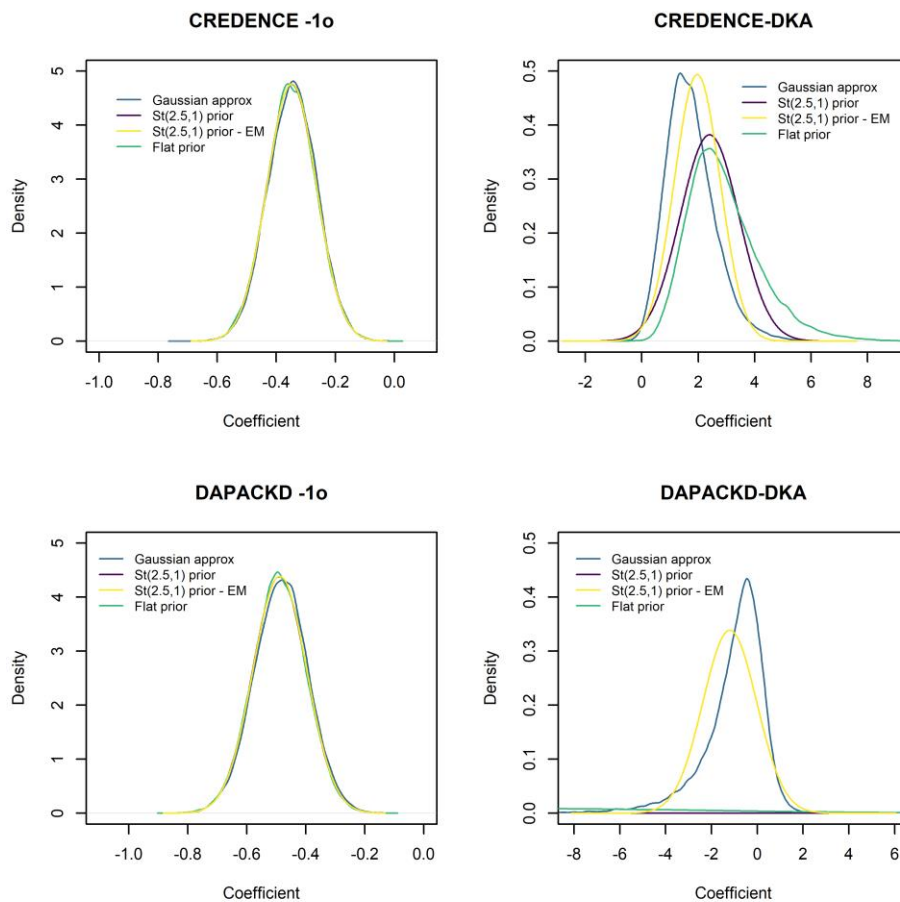 CREDENCE -1o
Density
0 1 2 3 4 5
Gaussian approx
St(2.5,1) prior
St(2.5,1) prior - EM
Flat prior
-1.0 -0.8 -0.6 -0.4 -0.2 0.0
Coefficient
CREDENCE-DKA
Density
0.0 0.1 0.2 0.3 0.4 0.5
Gaussian approx
St(2.5,1) prior
St(2.5,1) prior - EM
Flat prior
-2 0 2 4 6 8
Coefficient
DAPACKD -1o
Density
0 1 2 3 4 5
Gaussian approx
St(2.5,1) prior
St(2.5,1) prior - EM
Flat prior
-1.0 -0.8 -0.6 -0.4 -0.2 0.0
Coefficient
DAPACKD-DKA
Density
0.0 0.1 0.2 0.3 0.4 0.5
Gaussian approx
St(2.5,1) prior
St(2.5,1) prior - EM
Flat prior
-8 -6 -4 -2 0 2 4 6
Coefficient